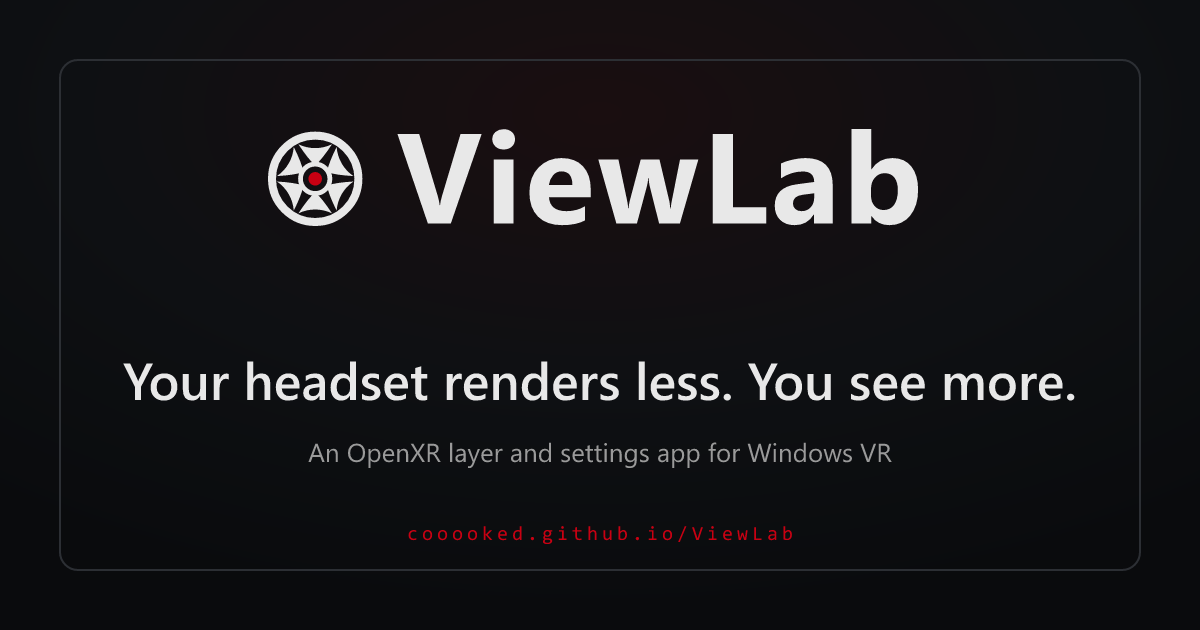 ViewLab
Your headset renders less. You see more.
An OpenXR layer and settings app for Windows VR
cooooked.github.io/ViewLab